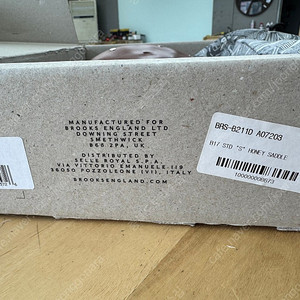 MANUFACTURED FOR
BROOKS ENGLAND LTD
DOWNING STREET
SMETHWICK
B66 2PA, UK
DISTRIBUTED BY
SELLE ROYAL S.P.A.
VIA VITTORIO EMANUELE 119
36050 POZZOLEONE (VI), ITALY
BROOKSENGLAND.COM
BRS-B211D A07203
B17 STD "S" HONEY SADDLE